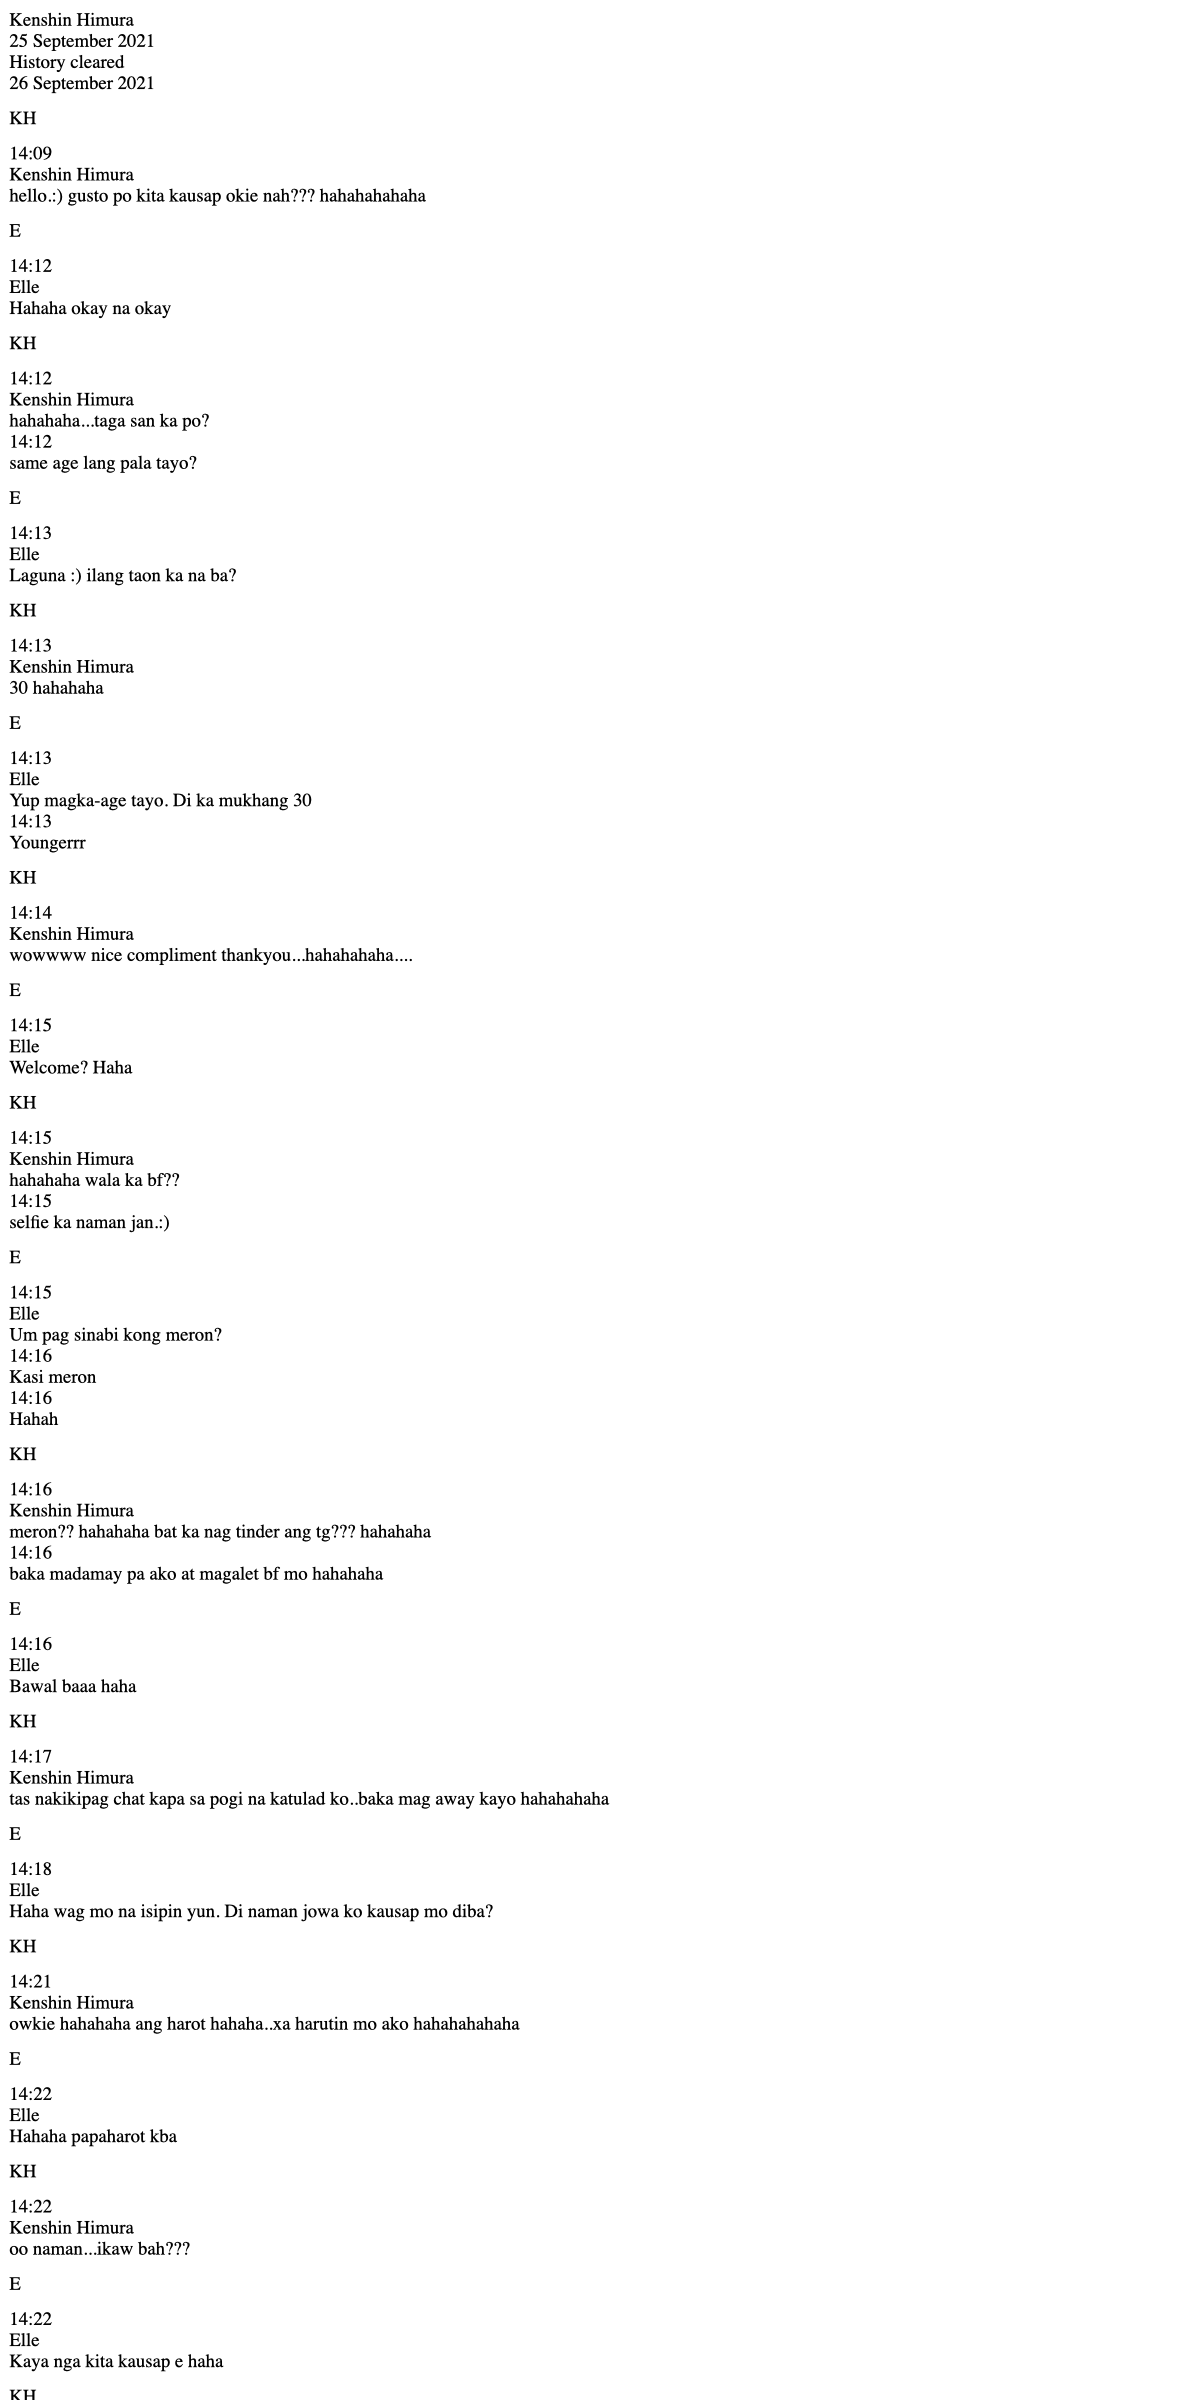 Kenshin Himura
25 September 2021
History cleared
26 September 2021
KH
14:09
Kenshin Himura
hello.:) gusto po kita kausap okie nah??? hahahahahaha
E
14:12
Elle
Hahaha okay na okay
KH
14:12
Kenshin Himura
hahahaha...taga san ka po?
14:12
same age lang pala tayo?
E
14:13
Elle
Laguna :) ilang taon ka na ba?
KH
14:13
Kenshin Himura
30 hahahaha
E
14:13
Elle
Yup magka-age tayo. Di ka mukhang 30
14:13
Youngerrr
KH
14:14
Kenshin Himura
wowwww nice compliment thankyou...hahahahaha....
E
14:15
Elle
Welcome? Haha
KH
14:15
Kenshin Himura
hahahaha wala ka bf??
14:15
selfie ka naman jan.:)
E
14:15
Elle
Um pag sinabi kong meron?
14:16
Kasi meron
14:16
Hahah
KH
14:16
Kenshin Himura
meron?? hahahaha bat ka nag tinder ang tg??? hahahaha
14:16
baka madamay pa ako at magalet bf mo hahahaha
E
14:16
Elle
Bawal baaa haha
KH
14:17
Kenshin Himura
tas nakikipag chat kapa sa pogi na katulad ko..baka mag away kayo hahahahaha
E
14:18
Elle
Haha wag mo na isipin yun. Di naman jowa ko kausap mo diba?
KH
14:21
Kenshin Himura
owkie hahahaha ang harot hahaha..xa harutin mo ako hahahahahaha
E
14:22
Elle
Hahaha papaharot kba
KH
14:22
Kenshin Himura
oo naman...ikaw bah???
E
14:22
Elle
Kaya nga kita kausap e haha
KH